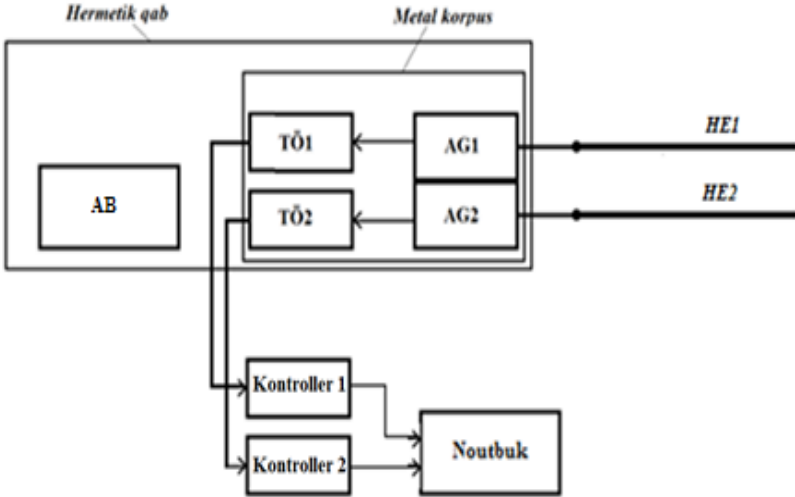 Hermetik qab
Metal korpus
TÖ1
AG1
HE1
AB
TÖ2
AG2
HE2
Kontroller 1
Kontroller 2
Noutbuk